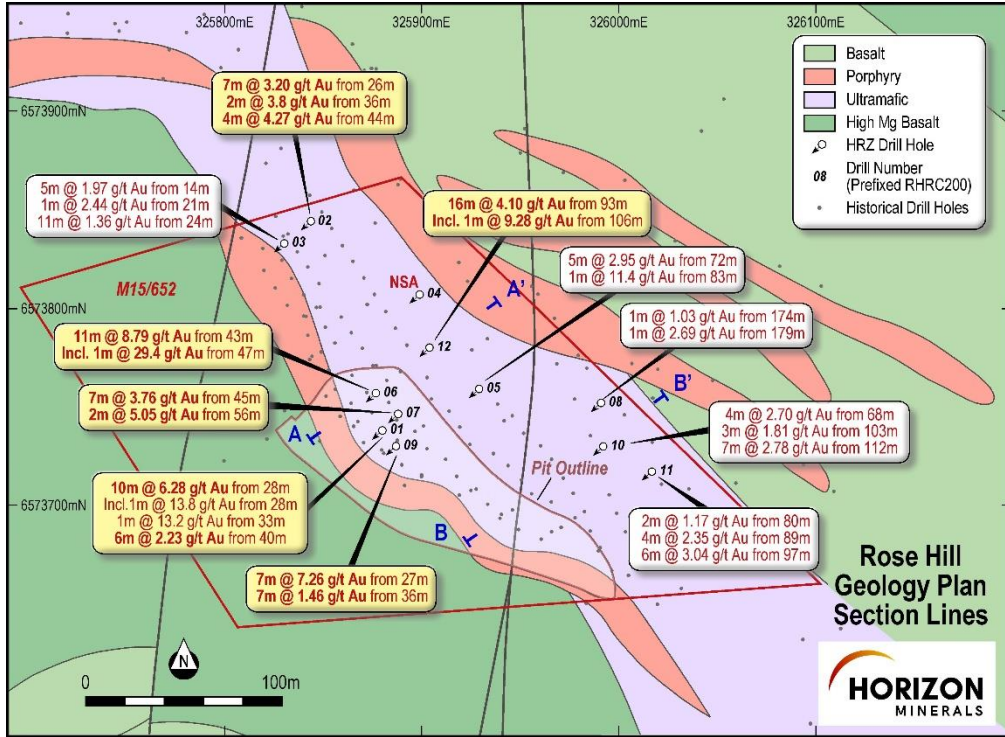 325800mE
325900mE
326000mE
326100mE
6573900mN
6573800mN
6573700mN
Basalt
Porphyry
Ultramafic
High Mg Basalt
HRZ Drill Hole
08
Drill Number
(Prefixed RHRC200)
Historical Drill Holes
7m @ 3.20 g/t Au from 26m
2m @ 3.8 g/t Au from 36m
4m @ 4.27 g/t Au from 44m
5m @ 1.97 g/t Au from 14m
1m @ 2.44 g/t Au from 21m
11m @ 1.36 g/t Au from 24m
16m @ 4.10 g/t Au from 93m
Incl. 1m @ 9.28 g/t Au from 106m
5m @ 2.95 g/t Au from 72m
1m @ 11.4 g/t Au from 83m
1m @ 1.03 g/t Au from 174m
1m @ 2.69 g/t Au from 179m
11m @ 8.79 g/t Au from 43m
Incl. 1m @ 29.4 g/t Au from 47m
7m @ 3.76 g/t Au from 45m
2m @ 5.05 g/t Au from 56m
4m @ 2.70 g/t Au from 68m
3m @ 1.81 g/t Au from 103m
7m @ 2.78 g/t Au from 112m
10m @ 6.28 g/t Au from 28m
Incl.1m @ 13.8 g/t Au from 28m
1m @ 13.2 g/t Au from 33m
6m @ 2.23 g/t Au from 40m
2m @ 1.17 g/t Au from 80m
4m @ 2.35 g/t Au from 89m
6m @ 3.04 g/t Au from 97m
7m @ 7.26 g/t Au from 27m
7m @ 1.46 g/t Au from 36m
02
03
NSA
04
A'
M15/652
12
05
06
08
B'
07
A
01
09
10
11
Pit Outline
B
Rose Hill
Geology Plan
Section Lines
N
0
100m
HORIZON
MINERALS